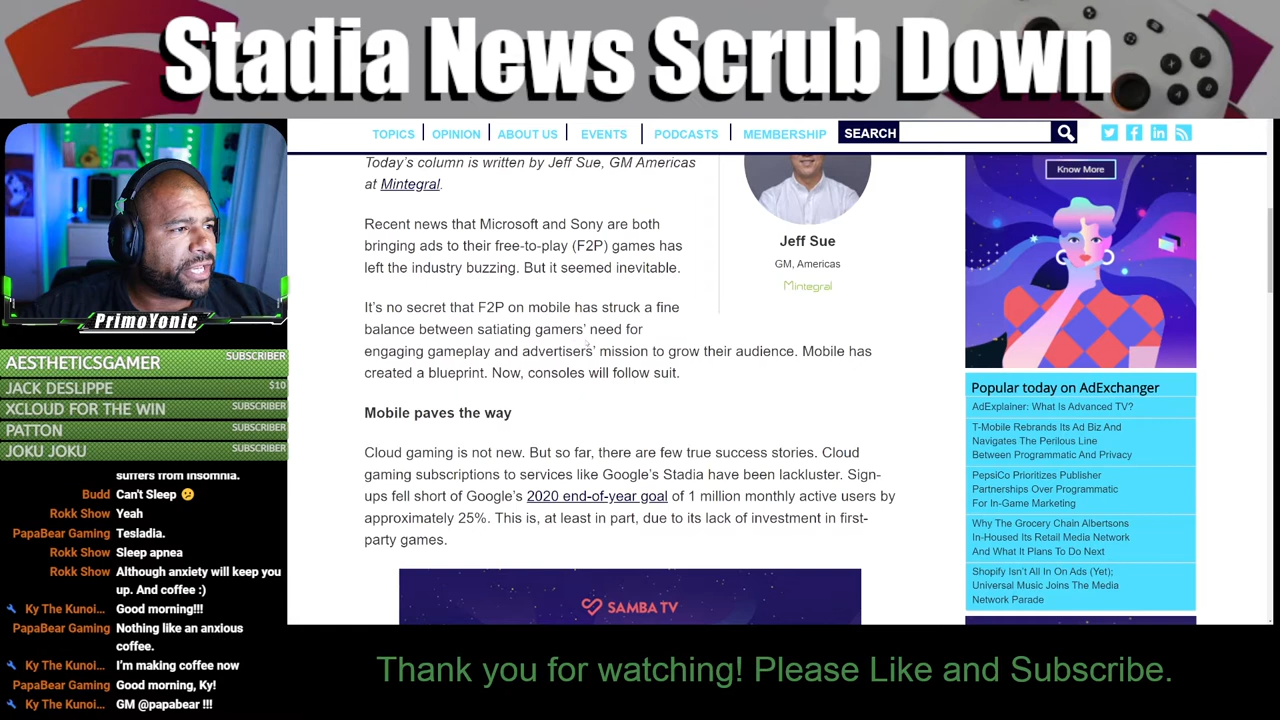 Stadia News Scrub Down
TOPICS
OPINION
ABOUT US
EVENTS
PODCASTS
MEMBERSHIP
SEARCH
Today's column is written by Jeff Sue, GM Americas
at Mintegral.
Recent news that Microsoft and Sony are both
bringing ads to their free-to-play (F2P) games has
left the industry buzzing. But it seemed inevitable.
It's no secret that F2P on mobile has struck a fine
balance between satiating gamers' need for
engaging gameplay and advertisers' mission to grow their audience. Mobile has
created a blueprint. Now, consoles will follow suit.
Mobile paves the way
Cloud gaming is not new. But so far, there are few true success stories. Cloud
gaming subscriptions to services like Google's Stadia have been lackluster. Sign-
ups fell short of Google's 2020 end-of-year goal of 1 million monthly active users by
approximately 25%. This is, at least in part, due to its lack of investment in first-
party games.
SAMBA TV
Jeff Sue
GM, Americas
Mintegral
Know More
Popular today on AdExchanger
AdExplainer: What Is Advanced TV?
T-Mobile Rebrands Its Ad Biz And
Navigates The Perilous Line
Between Programmatic And Privacy
PepsiCo Prioritizes Publisher
Partnerships Over Programmatic
For In-Game Marketing
Why The Grocery Chain Albertsons
In-Housed Its Retail Media Network
And What It Plans To Do Next
Shopify Isn't All In On Ads (Yet);
Universal Music Joins The Media
Network Parade
PrimoYonic
AESTHETICSGAMER SUBSCRIBER
JACK DESLIPPE $10
XCLOUD FOR THE WIN SUBSCRIBER
PATTON SUBSCRIBER
JOKU JOKU SUBSCRIBER
suffers from insomnia.
Budd Can't Sleep 😕
Rokk Show Yeah
PapaBear Gaming Tesladia.
Rokk Show Sleep apnea
Rokk Show Although anxiety will keep you
up. And coffee :)
Ky The Kunoi... Good morning!!!
PapaBear Gaming Nothing like an anxious
coffee.
Ky The Kunoi... I'm making coffee now
PapaBear Gaming Good morning, Ky!
Ky The Kunoi... GM @papabear !!!
Thank you for watching! Please Like and Subscribe.